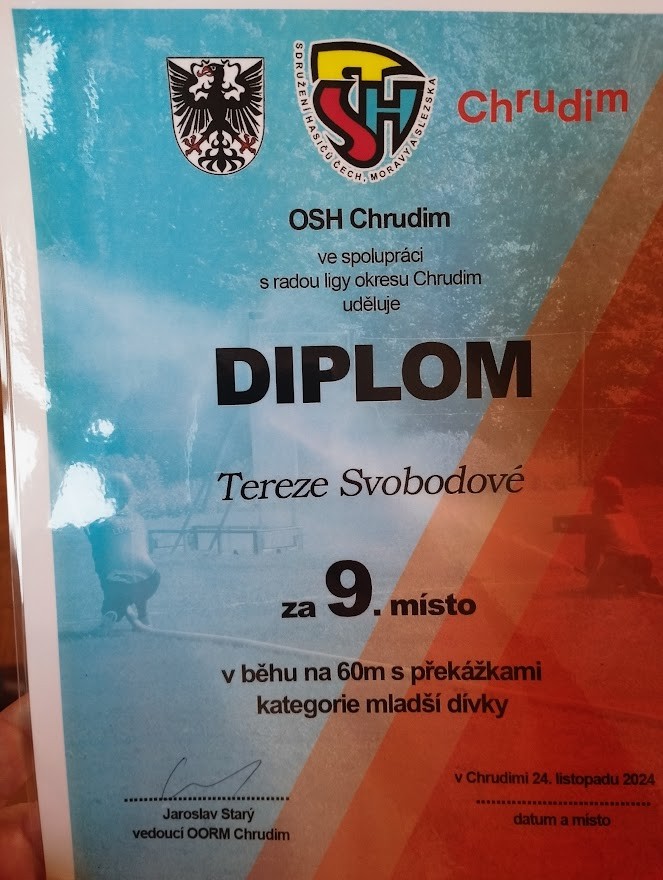 SDRUŽENÍ HASIČŮ ČECH, MORAVY A SLEZSKA
SH
Chrudim
OSH Chrudim
ve spolupráci
s radou ligy okresu Chrudim
uděluje
DIPLOM
Tereze Svobodové
za 9. místo
v běhu na 60m s překážkami
kategorie mladší dívky
v Chrudimi 24. listopadu 2024
Jaroslav Starý
vedoucí OORM Chrudim
datum a místo